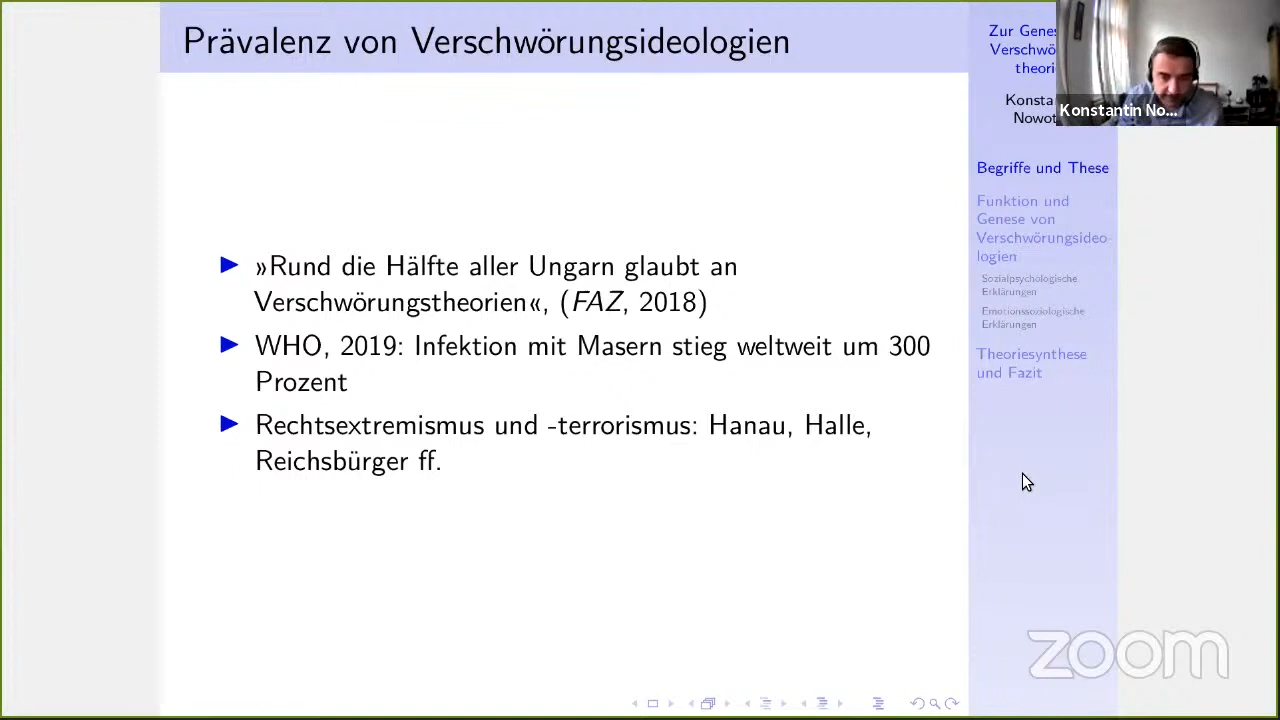 Prävalenz von Verschwörungsideologien
»Rund die Hälfte aller Ungarn glaubt an
Verschwörungstheorien«, (FAZ, 2018)
WHO, 2019: Infektion mit Masern stieg weltweit um 300
Prozent
Rechtsextremismus und -terrorismus: Hanau, Halle,
Reichsbürger ff.
Zur Genes
Verschwö
theori
Konsta
Nowot
Konstantin No...
Begriffe und These
Funktion und
Genese von
Verschwörungsideo-
logien
Sozialpsychologische
Erklärungen
Emotionssoziologische
Erklärungen
Theoriesynthese
und Fazit
zoom